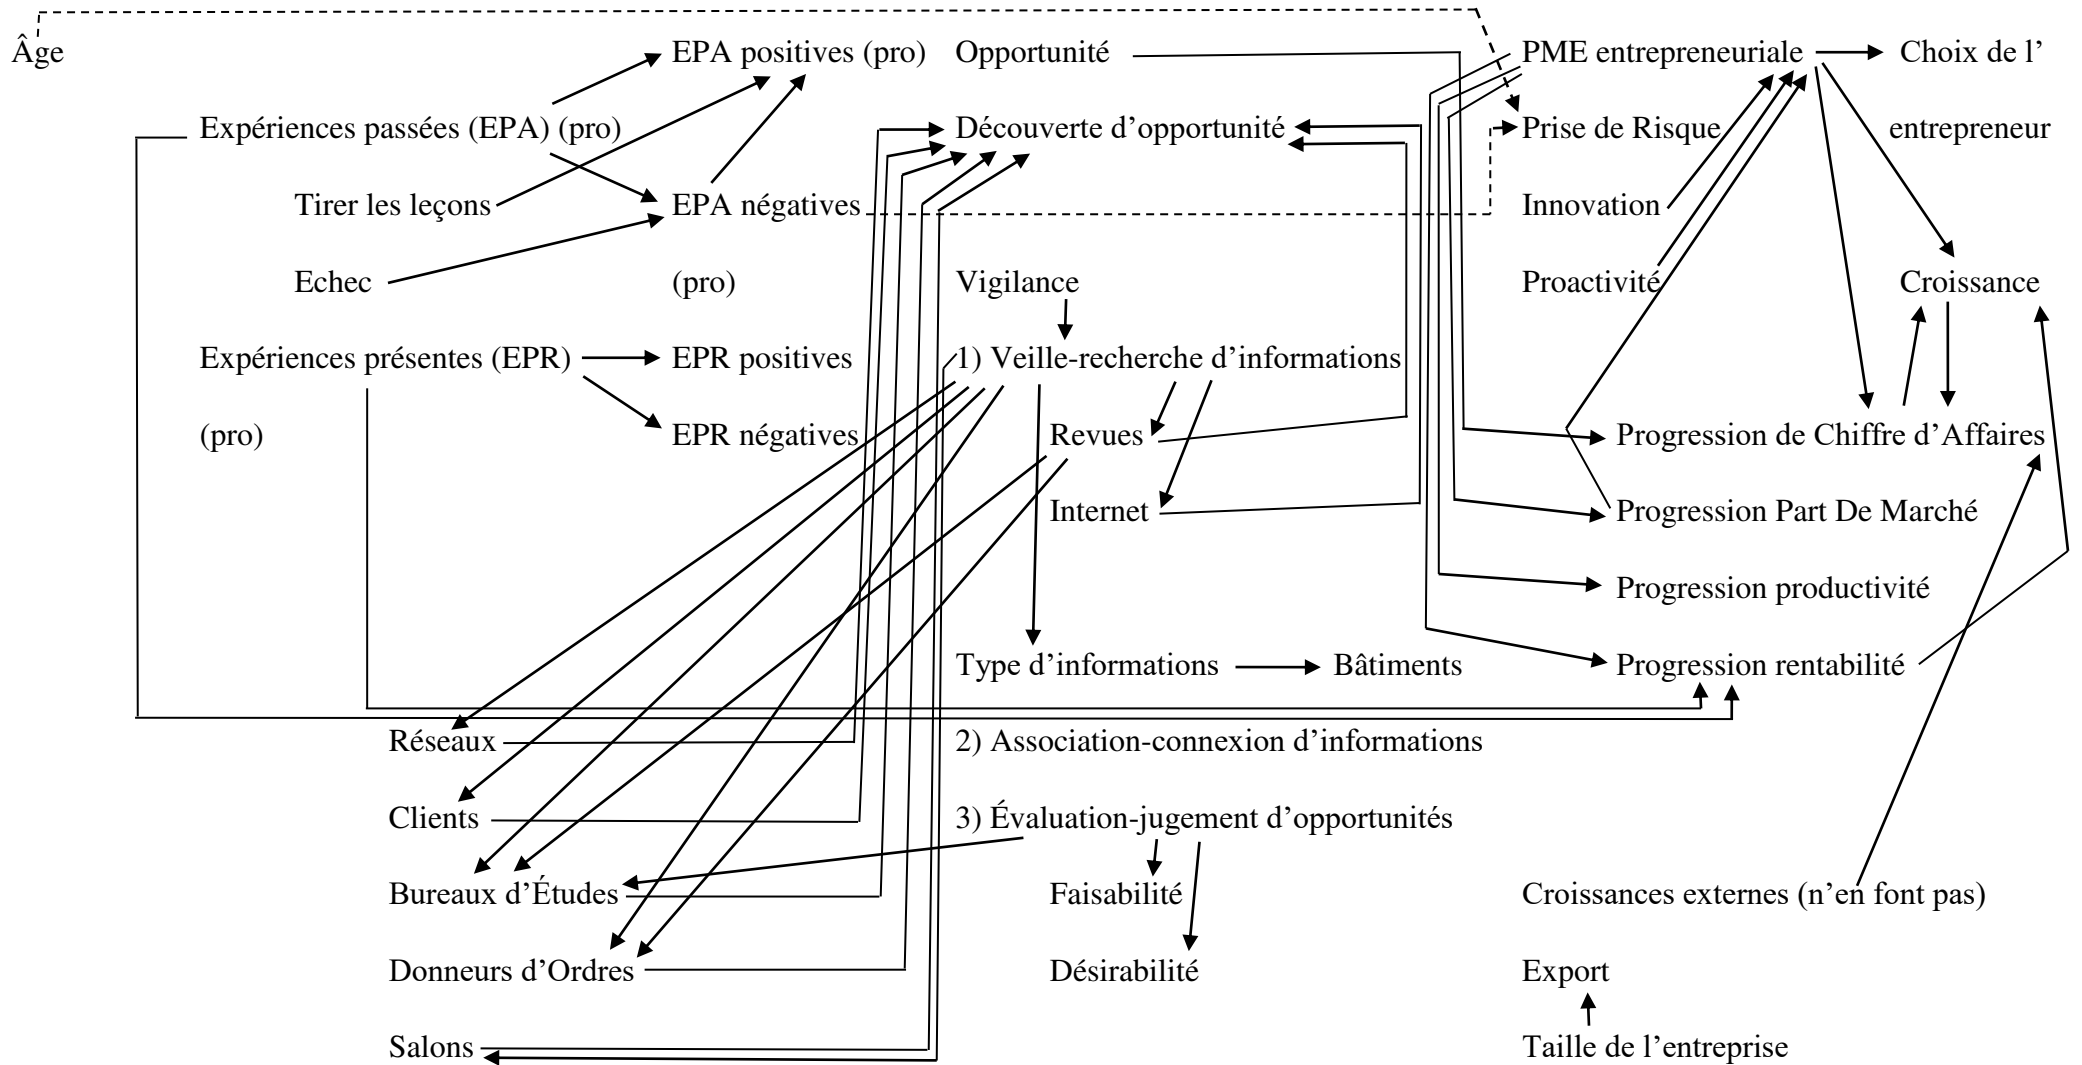 Âge EPA positives (pro) Opportunité PME entrepreneuriale Choix de l’
Expériences passées (EPA) (pro) Découverte d’opportunité Prise de Risque entrepreneur
Tirer les leçons EPA négatives Innovation
Echec (pro) Vigilance Proactivité Croissance
Expériences présentes (EPR) EPR positives 1) Veille-recherche d’informations
(pro) EPR négatives Revues Progression de Chiffre d’Affaires
Internet Progression Part De Marché
Progression productivité
Type d’informations Bâtiments Progression rentabilité
Réseaux 2) Association-connexion d’informations
Clients 3) Évaluation-jugement d’opportunités
Bureaux d’Études Faisabilité Croissances externes (n’en font pas)
Donneurs d’Ordres Désirabilité Export
Salons Taille de l’entreprise